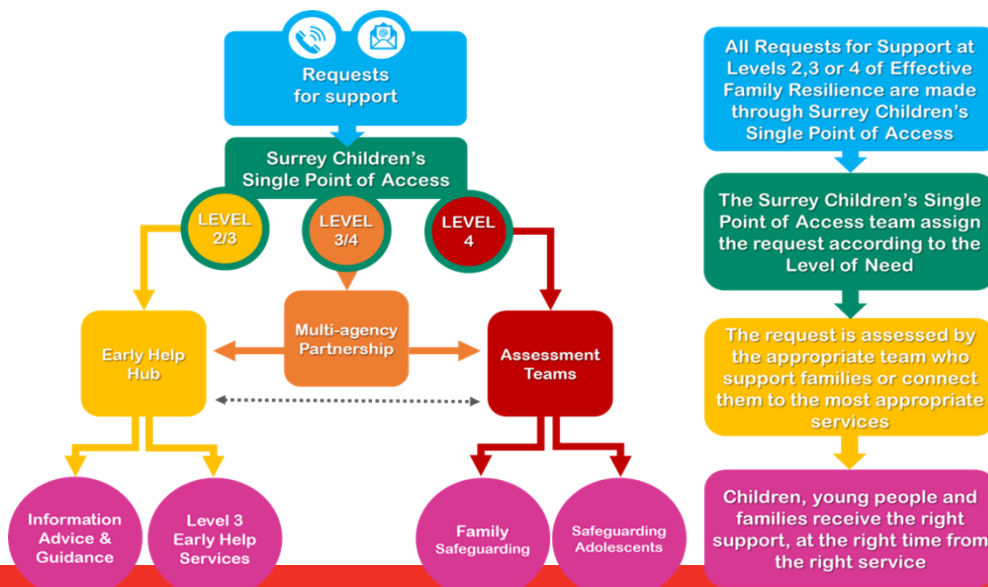 Requests
for support
Surrey Children's
Single Point of Access
LEVEL
2/3
LEVEL
3/4
LEVEL
4
Early Help
Hub
Multi-agency
Partnership
Assessment
Teams
Information
Advice &
Guidance
Level 3
Early Help
Services
Family
Safeguarding
Safeguarding
Adolescents
All Requests for Support at
Levels 2,3 or 4 of Effective
Family Resilience are made
through Surrey Children's
Single Point of Access
The Surrey Children's Single
Point of Access team assign
the request according to the
Level of Need
The request is assessed by
the appropriate team who
support families or connect
them to the most appropriate
services
Children, young people and
families receive the right
support, at the right time from
the right service